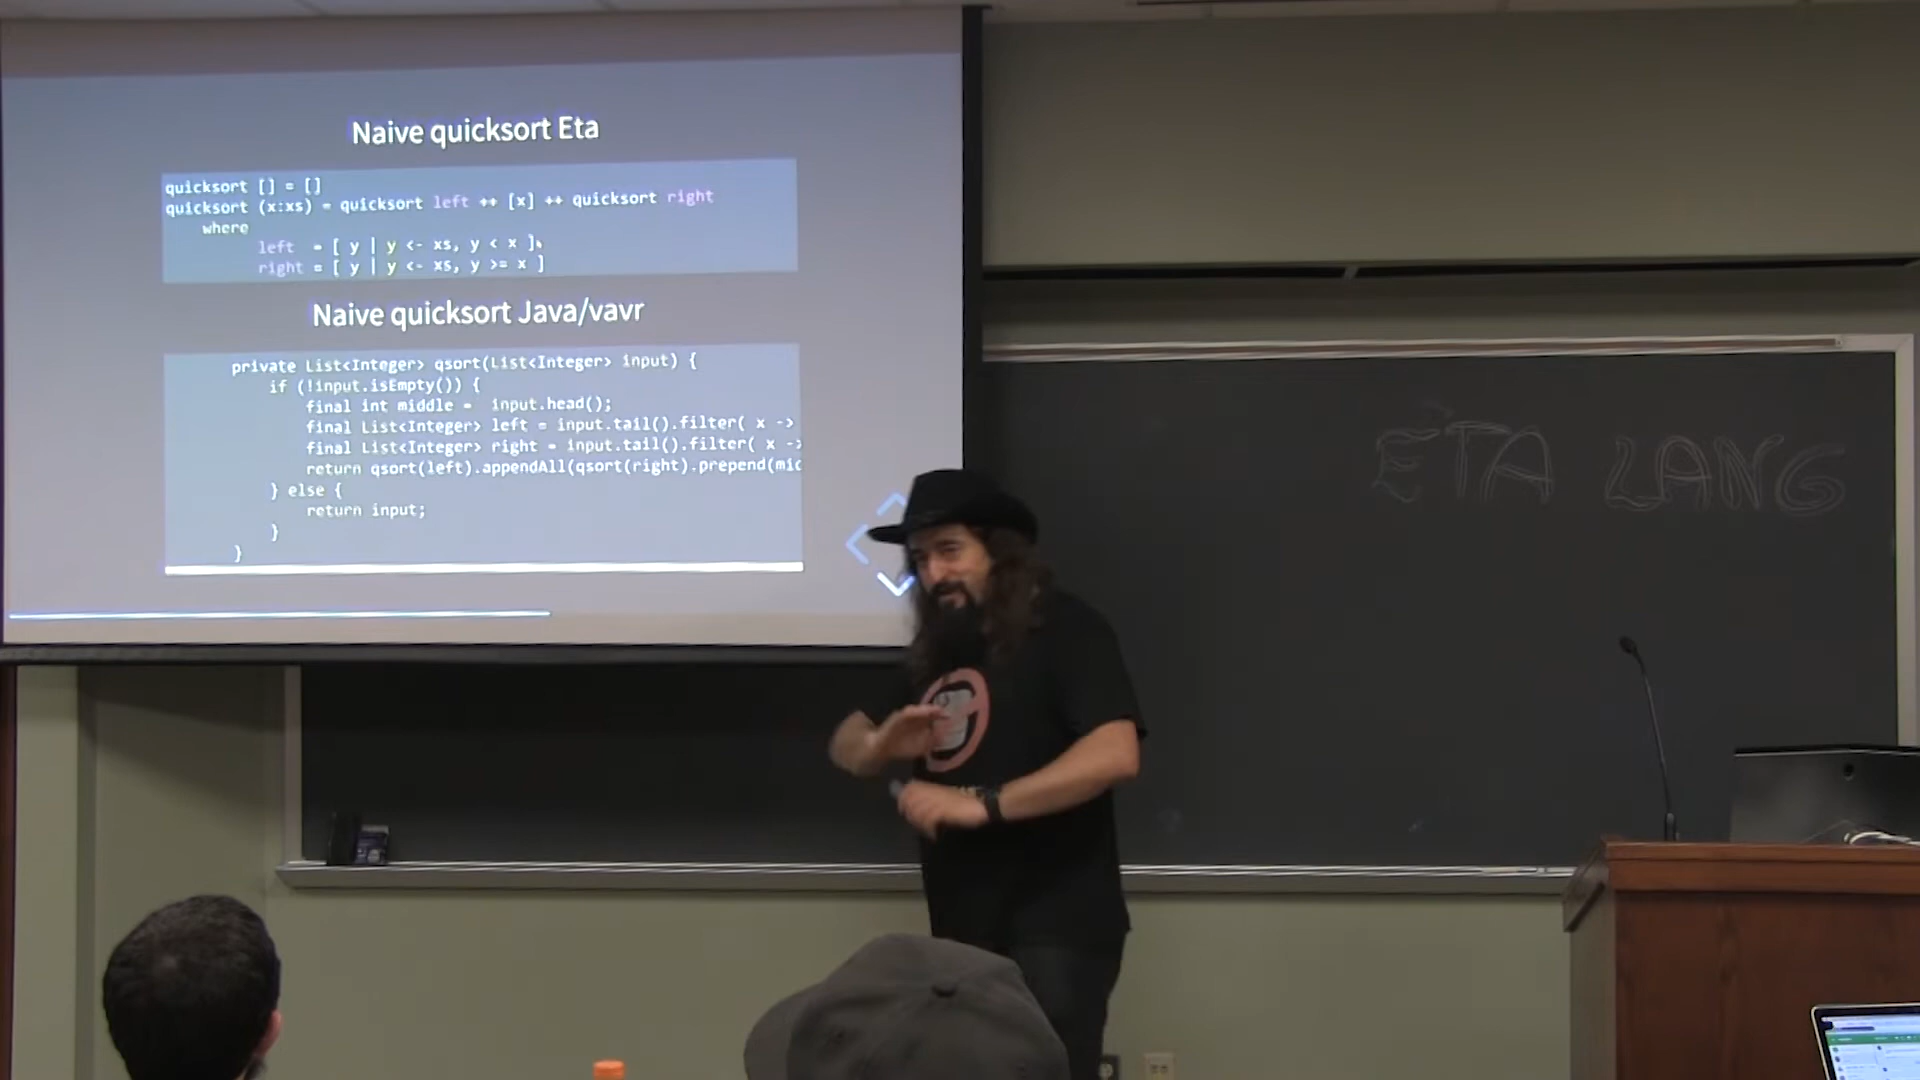 Naive quicksort Eta
quicksort [] = []
quicksort (x:xs) = quicksort left ++ [x] ++ quicksort right
where
left = [ y | y <- xs, y < x ]
right = [ y | y <- xs, y >= x ]
Naive quicksort Java/vavr
private List<Integer> qsort(List<Integer> input) {
if (!input.isEmpty()) {
final int middle = input.head();
final List<Integer> left = input.tail().filter( x ->
final List<Integer> right = input.tail().filter( x ->
return qsort(left).appendAll(qsort(right).prepend(mid
} else {
return input;
}
}
ETA LANG